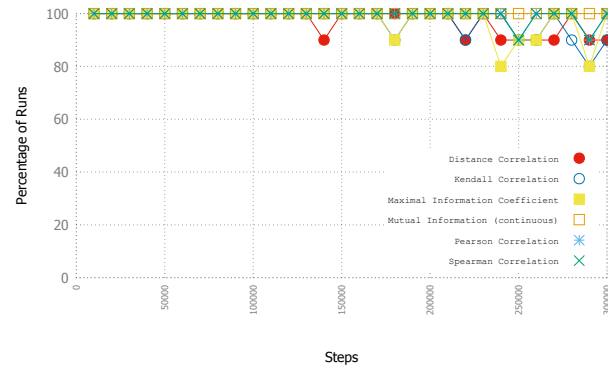 Percentage of Runs
100
80
60
40
20
0
Distance Correlation
Kendall Correlation
Maximal Information Coefficient
Mutual Information (continuous)
Pearson Correlation
Spearman Correlation
0
50000
100000
150000
200000
250000
300000
Steps